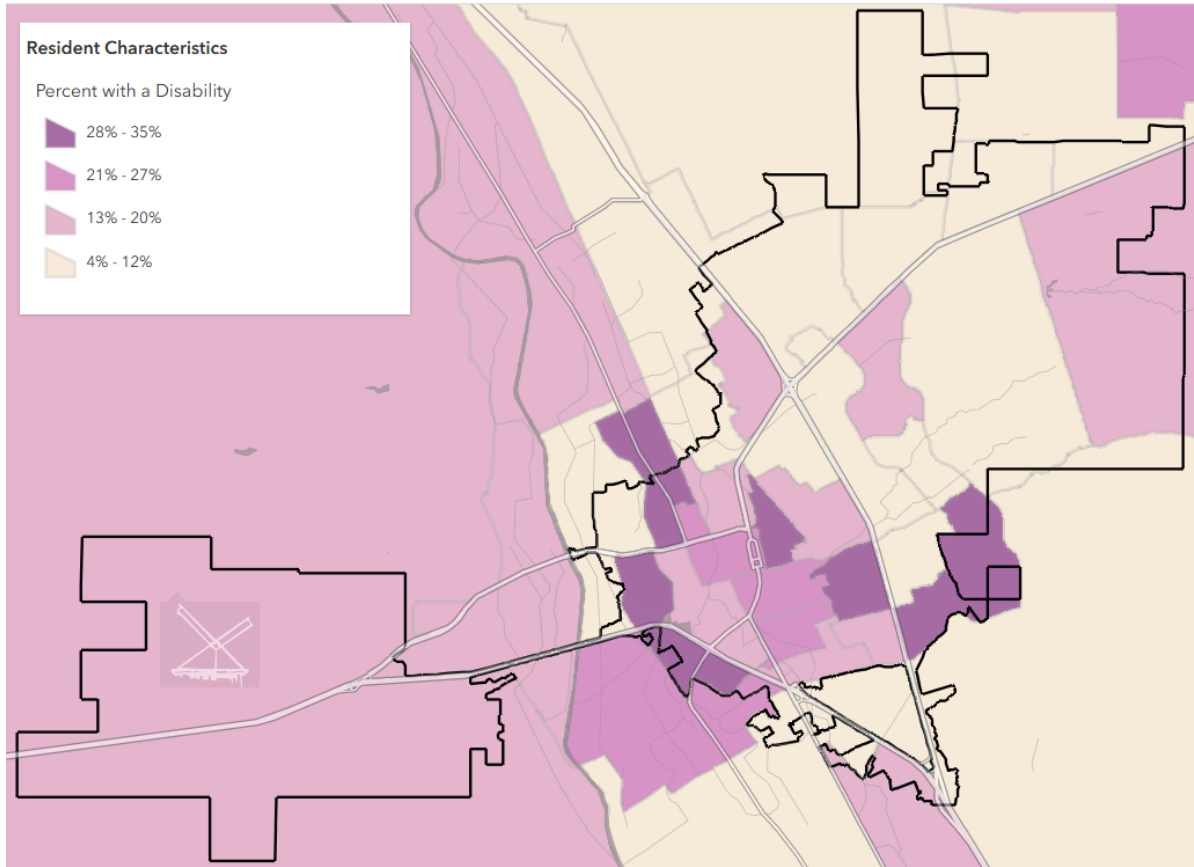 Resident Characteristics
Percent with a Disability
28% - 35%
21% - 27%
13% - 20%
4% - 12%